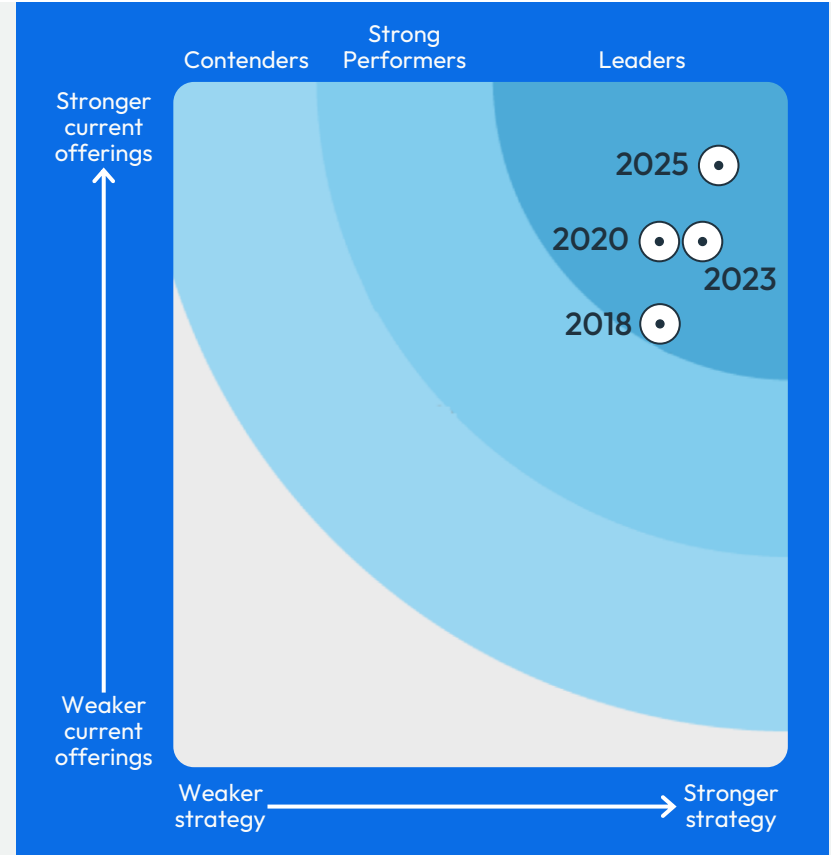 Contenders
Strong
Performers
Leaders
Stronger
current
offerings
2025
2020
2023
2018
Weaker
current
offerings
Weaker
strategy
Stronger
strategy